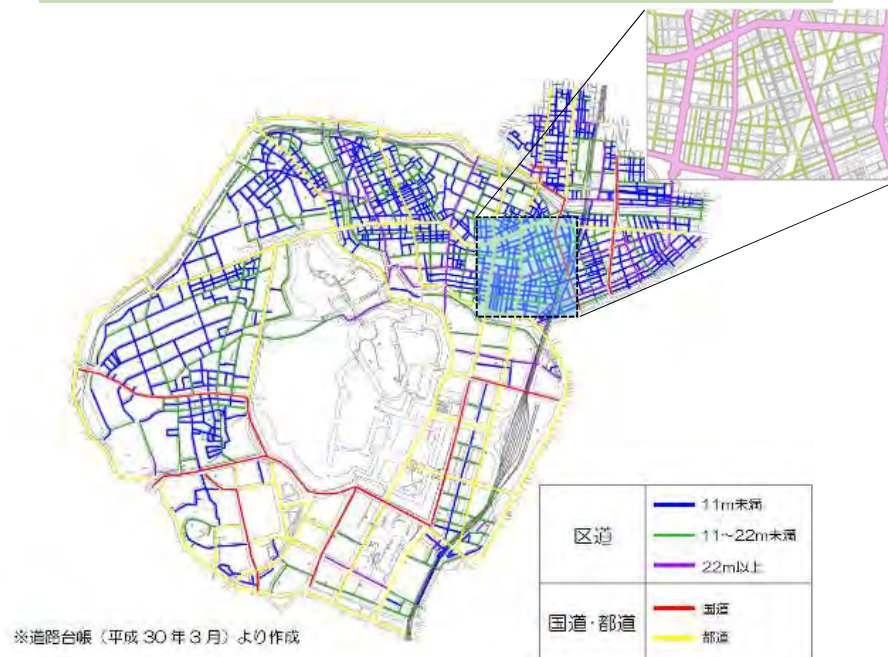 区道
11m未満
11～22m未満
22m以上
国道・都道
国道
都道
※道路台帳（平成 30 年 3 月）より作成